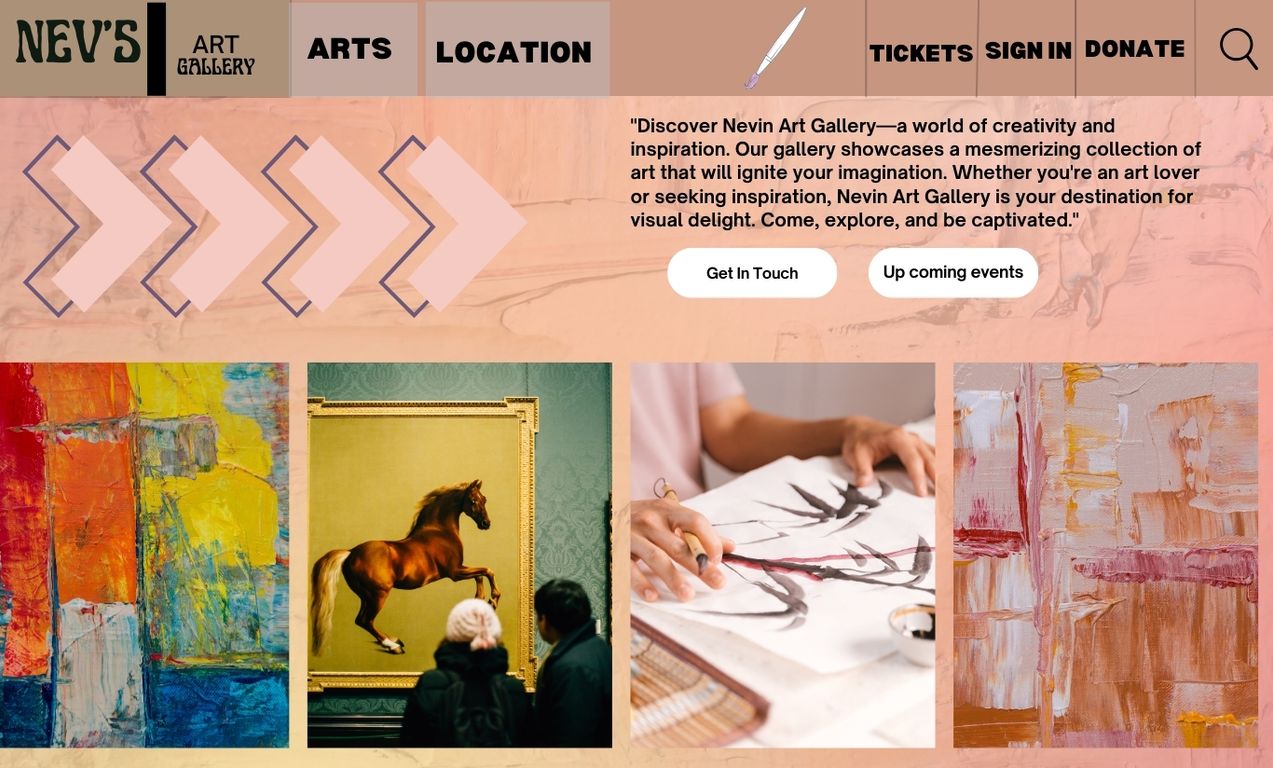 NEV'S
ART
GALLERY
ARTS
LOCATION
TICKETS
SIGN IN
DONATE
"Discover Nevin Art Gallery—a world of creativity and
inspiration. Our gallery showcases a mesmerizing collection of
art that will ignite your imagination. Whether you're an art lover
or seeking inspiration, Nevin Art Gallery is your destination for
visual delight. Come, explore, and be captivated."
Get In Touch
Up coming events